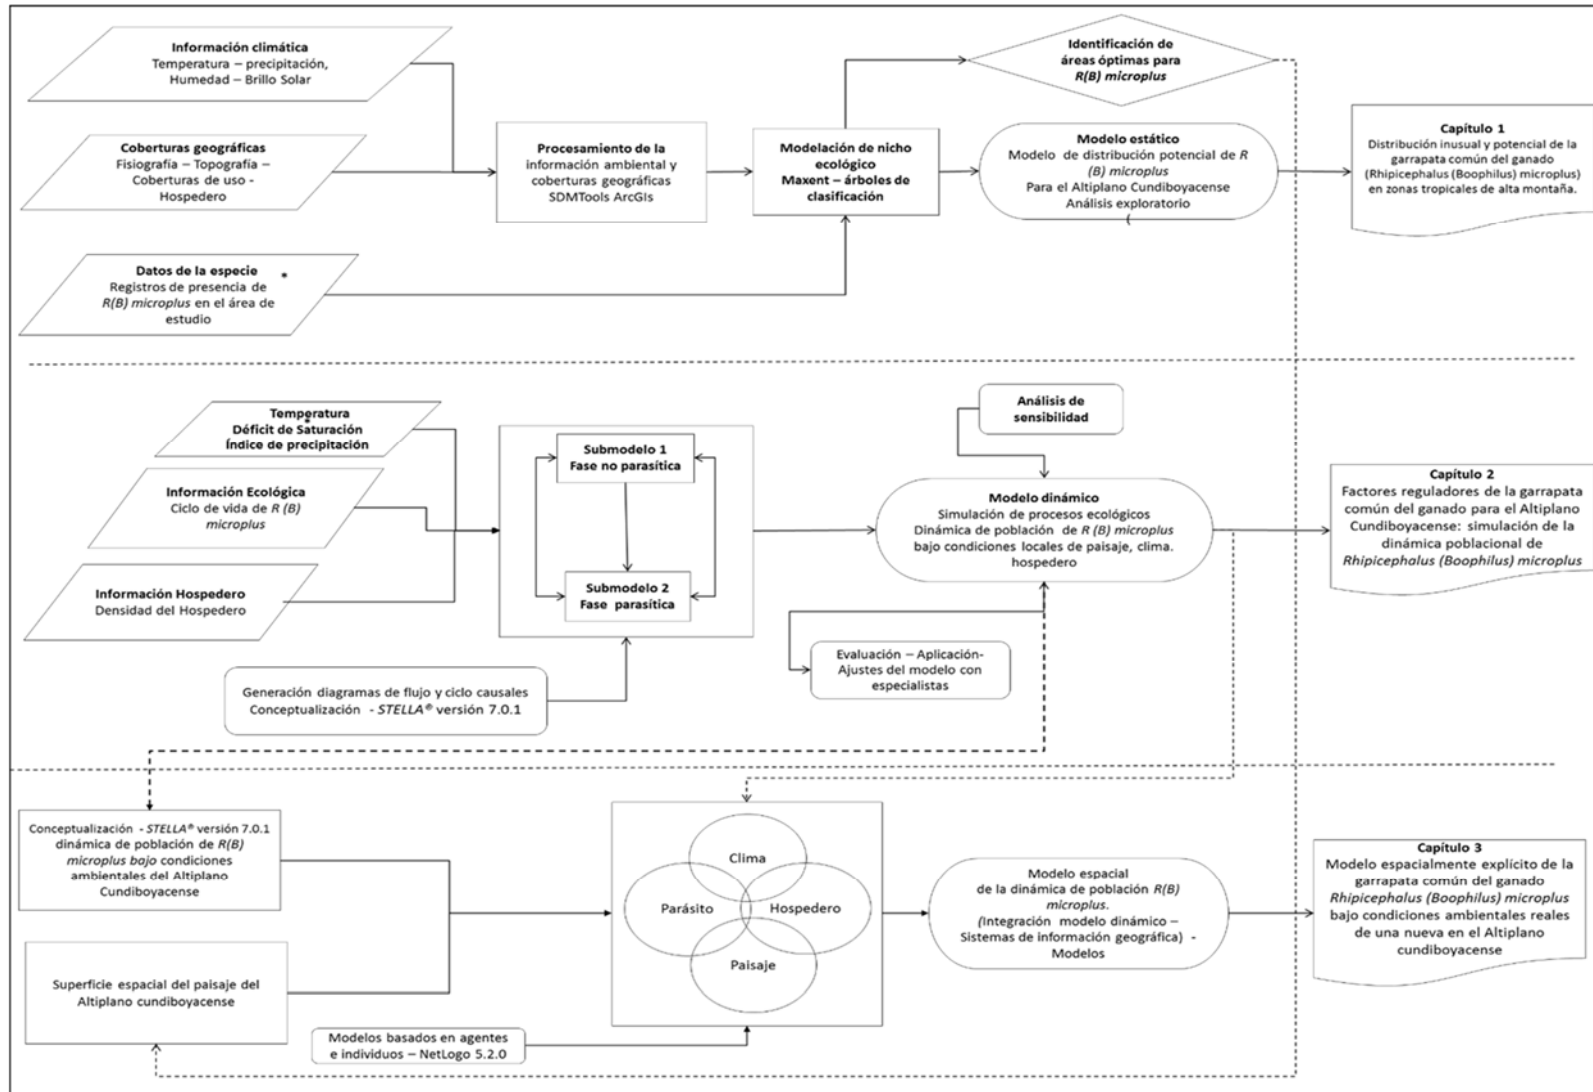 Información climática
Temperatura – precipitación,
Humedad – Brillo Solar
Coberturas geográficas
Fisiografía – Topografía –
Coberturas de uso -
Hospedero
Datos de la especie *
Registros de presencia de
R(B) microplus en el área de
estudio
Procesamiento de la
información ambiental y
coberturas geográficas
SDMTools ArcGIs
Modelación de nicho
ecológico
Maxent – árboles de
clasificación
Identificación de
áreas óptimas para
R(B) microplus
Modelo estático
Modelo de distribución potencial de R
(B) microplus
Para el Altiplano Cundiboyacense
Análisis exploratorio
(
Capítulo 1
Distribución inusual y potencial de la
garrapata común del ganado
(Rhipicephalus (Boophilus) microplus)
en zonas tropicales de alta montaña.
Temperatura
Déficit de Saturación
Índice de precipitación
Información Ecológica
Ciclo de vida de R (B)
microplus
Información Hospedero
Densidad del Hospedero
Submodelo 1
Fase no parasítica
Submodelo 2
Fase parasítica
Generación diagramas de flujo y ciclo causales
Conceptualización - STELLA® versión 7.0.1
Análisis de
sensibilidad
Modelo dinámico
Simulación de procesos ecológicos
Dinámica de población de R (B) microplus
bajo condiciones locales de paisaje, clima.
hospedero
Evaluación – Aplicación-
Ajustes del modelo con
especialistas
Capítulo 2
Factores reguladores de la garrapata
común del ganado para el Altiplano
Cundiboyacense: simulación de la
dinámica poblacional de
Rhipicephalus (Boophilus) microplus
Conceptualización - STELLA® versión 7.0.1
dinámica de población de R(B)
microplus bajo condiciones
ambientales del Altiplano
Cundiboyacense
Superficie espacial del paisaje del
Altiplano cundiboyacense
Clima
Parásito
Hospedero
Paisaje
Modelos basados en agentes
e individuos – NetLogo 5.2.0
Modelo espacial
de la dinámica de población R(B)
microplus.
(Integración modelo dinámico –
Sistemas de información geográfica) -
Modelos
Capítulo 3
Modelo espacialmente explícito de la
garrapata común del ganado
Rhipicephalus (Boophilus) microplus
bajo condiciones ambientales reales
de una nueva en el Altiplano
cundiboyacense